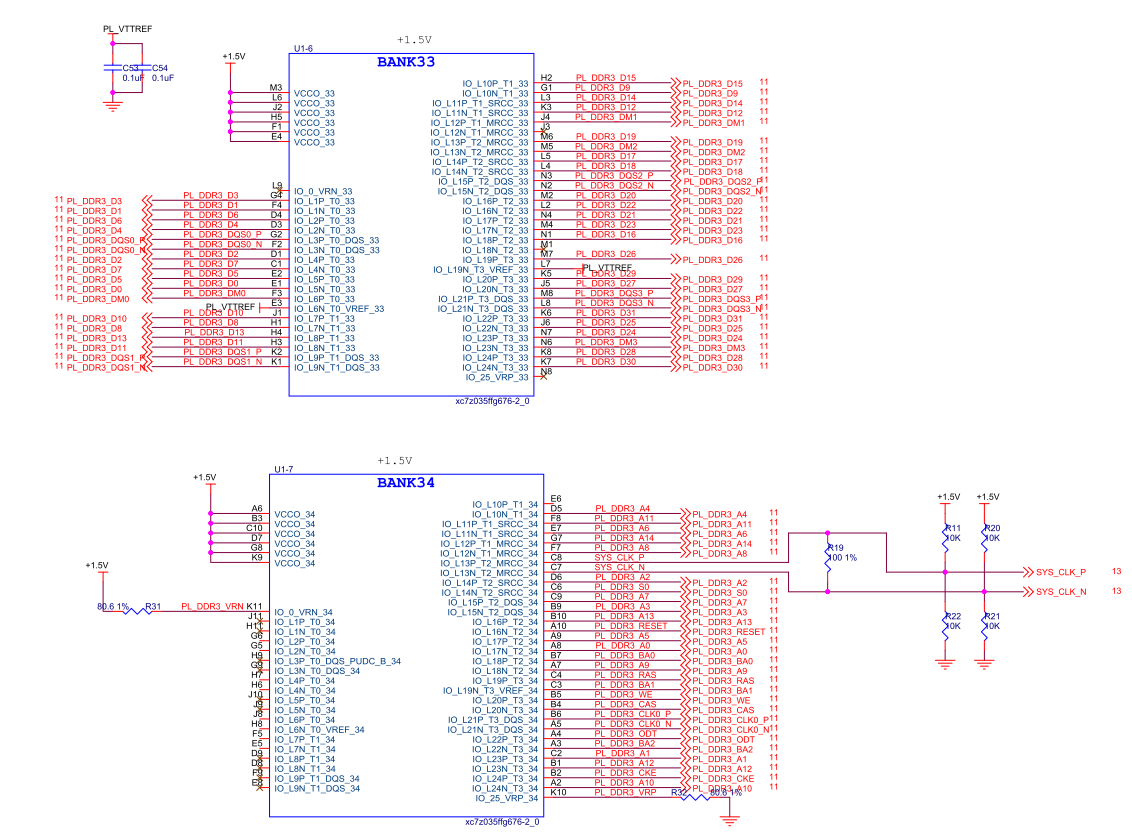 PL_VTTREF
C53
0.1uF
C54
0.1uF
+1.5V
+1.5V
U1-6
BANK33
M3 VCCO_33
L6 VCCO_33
J2 VCCO_33
H5 VCCO_33
F1 VCCO_33
E4 VCCO_33
L9 IO_0_VRN_33
11 PL_DDR3_D3 PL_DDR3_D3 G4 IO_L1P_T0_33
11 PL_DDR3_D1 PL_DDR3_D1 F4 IO_L1N_T0_33
11 PL_DDR3_D6 PL_DDR3_D6 D4 IO_L2P_T0_33
11 PL_DDR3_D4 PL_DDR3_D4 D3 IO_L2N_T0_33
11 PL_DDR3_DQS0_P PL_DDR3_DQS0_P G2 IO_L3P_T0_DQS_33
11 PL_DDR3_DQS0_N PL_DDR3_DQS0_N F2 IO_L3N_T0_DQS_33
11 PL_DDR3_D2 PL_DDR3_D2 D1 IO_L4P_T0_33
11 PL_DDR3_D7 PL_DDR3_D7 C1 IO_L4N_T0_33
11 PL_DDR3_D5 PL_DDR3_D5 E2 IO_L5P_T0_33
11 PL_DDR3_D0 PL_DDR3_D0 E1 IO_L5N_T0_33
11 PL_DDR3_DM0 PL_DDR3_DM0 F3 IO_L6P_T0_33
PL_VTTREF E3 IO_L6N_T0_VREF_33
11 PL_DDR3_D10 PL_DDR3_D10 J1 IO_L7P_T1_33
11 PL_DDR3_D8 PL_DDR3_D8 H1 IO_L7N_T1_33
11 PL_DDR3_D13 PL_DDR3_D13 H4 IO_L8P_T1_33
11 PL_DDR3_D11 PL_DDR3_D11 H3 IO_L8N_T1_33
11 PL_DDR3_DQS1_P PL_DDR3_DQS1_P K2 IO_L9P_T1_DQS_33
11 PL_DDR3_DQS1_N PL_DDR3_DQS1_N K1 IO_L9N_T1_DQS_33
IO_L10P_T1_33 H2 PL_DDR3_D15 PL_DDR3_D15 11
IO_L10N_T1_33 G1 PL_DDR3_D9 PL_DDR3_D9 11
IO_L11P_T1_SRCC_33 L3 PL_DDR3_D14 PL_DDR3_D14 11
IO_L11N_T1_SRCC_33 K3 PL_DDR3_D12 PL_DDR3_D12 11
IO_L12P_T1_MRCC_33 J4 PL_DDR3_DM1 PL_DDR3_DM1 11
IO_L12N_T1_MRCC_33 J3
IO_L13P_T2_MRCC_33 M6 PL_DDR3_D19 PL_DDR3_D19 11
IO_L13N_T2_MRCC_33 M5 PL_DDR3_DM2 PL_DDR3_DM2 11
IO_L14P_T2_SRCC_33 L5 PL_DDR3_D17 PL_DDR3_D17 11
IO_L14N_T2_SRCC_33 L4 PL_DDR3_D18 PL_DDR3_D18 11
IO_L15P_T2_DQS_33 N3 PL_DDR3_DQS2_P PL_DDR3_DQS2_P 11
IO_L15N_T2_DQS_33 N2 PL_DDR3_DQS2_N PL_DDR3_DQS2_N 11
IO_L16P_T2_33 M2 PL_DDR3_D20 PL_DDR3_D20 11
IO_L16N_T2_33 L2 PL_DDR3_D22 PL_DDR3_D22 11
IO_L17P_T2_33 N4 PL_DDR3_D21 PL_DDR3_D21 11
IO_L17N_T2_33 M4 PL_DDR3_D23 PL_DDR3_D23 11
IO_L18P_T2_33 N1 PL_DDR3_D16 PL_DDR3_D16 11
IO_L18N_T2_33 M1
IO_L19P_T3_33 M7 PL_DDR3_D26 PL_DDR3_D26 11
IO_L19N_T3_VREF_33 L7 PL_VTTREF
IO_L20P_T3_33 K5 PL_DDR3_D29 PL_DDR3_D29 11
IO_L20N_T3_33 J5 PL_DDR3_D27 PL_DDR3_D27 11
IO_L21P_T3_DQS_33 M8 PL_DDR3_DQS3_P PL_DDR3_DQS3_P 11
IO_L21N_T3_DQS_33 L8 PL_DDR3_DQS3_N PL_DDR3_DQS3_N 11
IO_L22P_T3_33 K6 PL_DDR3_D31 PL_DDR3_D31 11
IO_L22N_T3_33 J6 PL_DDR3_D25 PL_DDR3_D25 11
IO_L23P_T3_33 N7 PL_DDR3_D24 PL_DDR3_D24 11
IO_L23N_T3_33 N6 PL_DDR3_DM3 PL_DDR3_DM3 11
IO_L24P_T3_33 K8 PL_DDR3_D28 PL_DDR3_D28 11
IO_L24N_T3_33 K7 PL_DDR3_D30 PL_DDR3_D30 11
IO_25_VRP_33 N8
xc7z035ffg676-2_0
+1.5V
+1.5V
U1-7
BANK34
A6 VCCO_34
B3 VCCO_34
C10 VCCO_34
D7 VCCO_34
G8 VCCO_34
K9 VCCO_34
+1.5V
80.6 1% R31 PL_DDR3_VRN K11 IO_0_VRN_34
J11 IO_L1P_T0_34
H11 IO_L1N_T0_34
G6 IO_L2P_T0_34
G5 IO_L2N_T0_34
H9 IO_L3P_T0_DQS_PUDC_B_34
G9 IO_L3N_T0_DQS_34
H7 IO_L4P_T0_34
H6 IO_L4N_T0_34
J10 IO_L5P_T0_34
J9 IO_L5N_T0_34
J8 IO_L6P_T0_34
H8 IO_L6N_T0_VREF_34
F5 IO_L7P_T1_34
E5 IO_L7N_T1_34
D9 IO_L8P_T1_34
D8 IO_L8N_T1_34
F9 IO_L9P_T1_DQS_34
E8 IO_L9N_T1_DQS_34
IO_L10P_T1_34 E6
IO_L10N_T1_34 D5 PL_DDR3_A4 PL_DDR3_A4 11
IO_L11P_T1_SRCC_34 F8 PL_DDR3_A11 PL_DDR3_A11 11
IO_L11N_T1_SRCC_34 E7 PL_DDR3_A6 PL_DDR3_A6 11
IO_L12P_T1_MRCC_34 G7 PL_DDR3_A14 PL_DDR3_A14 11
IO_L12N_T1_MRCC_34 F7 PL_DDR3_A8 PL_DDR3_A8 11
IO_L13P_T2_MRCC_34 C8 SYS_CLK_P
IO_L13N_T2_MRCC_34 C7 SYS_CLK_N
IO_L14P_T2_SRCC_34 D6 PL_DDR3_A2 PL_DDR3_A2 11
IO_L14N_T2_SRCC_34 C6 PL_DDR3_S0 PL_DDR3_S0 11
IO_L15P_T2_DQS_34 C9 PL_DDR3_A7 PL_DDR3_A7 11
IO_L15N_T2_DQS_34 B9 PL_DDR3_A3 PL_DDR3_A3 11
IO_L16P_T2_34 B10 PL_DDR3_A13 PL_DDR3_A13 11
IO_L16N_T2_34 A10 PL_DDR3_RESET PL_DDR3_RESET 11
IO_L17P_T2_34 A9 PL_DDR3_A5 PL_DDR3_A5 11
IO_L17N_T2_34 A8 PL_DDR3_A0 PL_DDR3_A0 11
IO_L18P_T2_34 B7 PL_DDR3_BA0 PL_DDR3_BA0 11
IO_L18N_T2_34 A7 PL_DDR3_A9 PL_DDR3_A9 11
IO_L19P_T3_34 C4 PL_DDR3_RAS PL_DDR3_RAS 11
IO_L19N_T3_VREF_34 C3 PL_DDR3_BA1 PL_DDR3_BA1 11
IO_L20P_T3_34 B5 PL_DDR3_WE PL_DDR3_WE 11
IO_L20N_T3_34 B4 PL_DDR3_CAS PL_DDR3_CAS 11
IO_L21P_T3_DQS_34 B6 PL_DDR3_CLK0_P PL_DDR3_CLK0_P 11
IO_L21N_T3_DQS_34 A5 PL_DDR3_CLK0_N PL_DDR3_CLK0_N 11
IO_L22P_T3_34 A4 PL_DDR3_ODT PL_DDR3_ODT 11
IO_L22N_T3_34 A3 PL_DDR3_BA2 PL_DDR3_BA2 11
IO_L23P_T3_34 C2 PL_DDR3_A1 PL_DDR3_A1 11
IO_L23N_T3_34 B1 PL_DDR3_A12 PL_DDR3_A12 11
IO_L24P_T3_34 B2 PL_DDR3_CKE PL_DDR3_CKE 11
IO_L24N_T3_34 A2 PL_DDR3_A10 PL_DDR3_A10 11
IO_25_VRP_34 K10 PL_DDR3_VRP R32 80.6 1%
xc7z035ffg676-2_0
+1.5V +1.5V
R11
10K
R20
10K
R19
100 1%
SYS_CLK_P 13
SYS_CLK_N 13
R22
10K
R21
10K